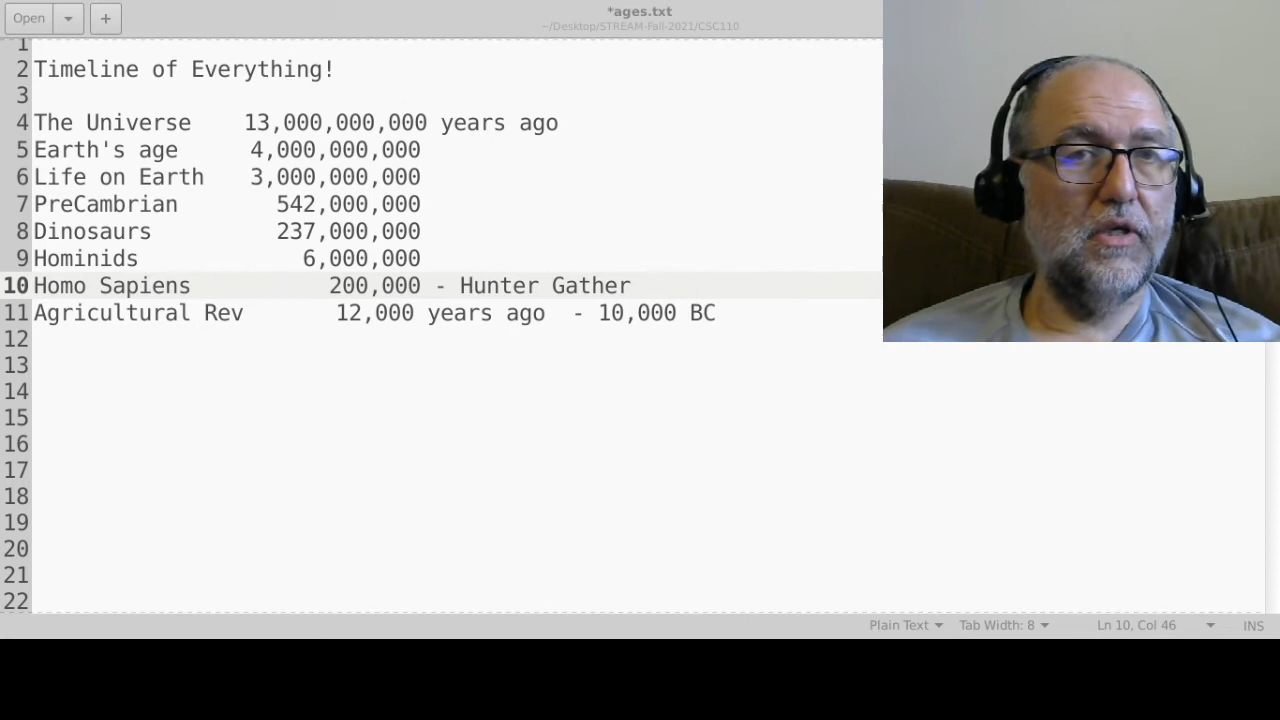 Open
+
*ages.txt
~/Desktop/STREAM-Fall-2021/CSC110
1
2 Timeline of Everything!
3
4 The Universe 13,000,000,000 years ago
5 Earth's age 4,000,000,000
6 Life on Earth 3,000,000,000
7 PreCambrian 542,000,000
8 Dinosaurs 237,000,000
9 Hominids 6,000,000
10 Homo Sapiens 200,000 - Hunter Gather
11 Agricultural Rev 12,000 years ago - 10,000 BC
12
13
14
15
16
17
18
19
20
21
22
Plain Text Tab Width: 8 Ln 10, Col 46 INS